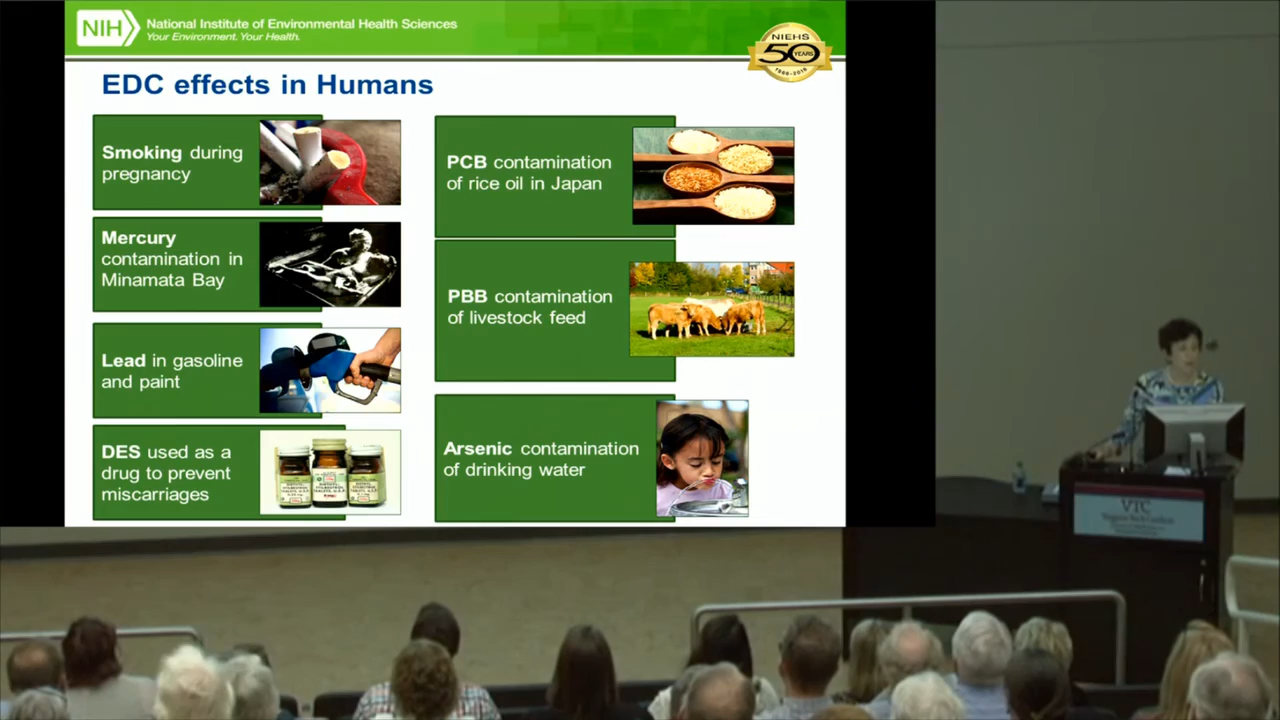 NIH
National Institute of Environmental Health Sciences
Your Environment. Your Health.
NIEHS
50
YEARS
1966-2016
EDC effects in Humans
Smoking during
pregnancy
Mercury
contamination in
Minamata Bay
Lead in gasoline
and paint
DES used as a
drug to prevent
miscarriages
PCB contamination
of rice oil in Japan
PBB contamination
of livestock feed
Arsenic contamination
of drinking water
VTC